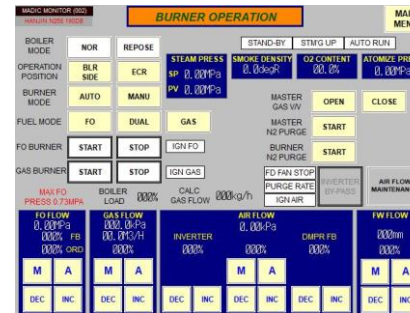 MADIC MONITOR (002)
HANJIN N20S 180DB
BURNER OPERATION
MAI
MEN
BOILER MODE
NOR
REPOSE
STAND-BY
STM'G UP
AUTO RUN
STEAM PRESS
SMOKE DENSITY
O2 CONTENT
ATOMIZE PRE
OPERATION POSITION
BLR SIDE
ECR
SP 0.00MPa
0.0degR
00.0%
0.00MPa
PV 0.00MPa
BURNER MODE
AUTO
MANU
MASTER GAS V/V
OPEN
CLOSE
FUEL MODE
FO
DUAL
GAS
MASTER N2 PURGE
START
FO BURNER
START
STOP
IGN FO
BURNER N2 PURGE
START
GAS BURNER
START
STOP
IGN GAS
FD FAN STOP
PURGE RATE
IGN AIR
INVERTER BY-PASS
AIR FLOW
MAINTENAN
MAX FO
PRESS 0.73MPA
BOILER LOAD
000%
CALC GAS FLOW
000kg/h
FO FLOW
GAS FLOW
AIR FLOW
FW FLOW
0.00MPa
000.0kPa
0.00kPa
000% FB
00.0M3/H
INVERTER
DMPR FB
000mm
000% ORD
000%
000%
000%
000%
M
A
M
A
M
A
DEC
INC
DEC
INC
DEC
INC
DEC
INC
DEC
INC